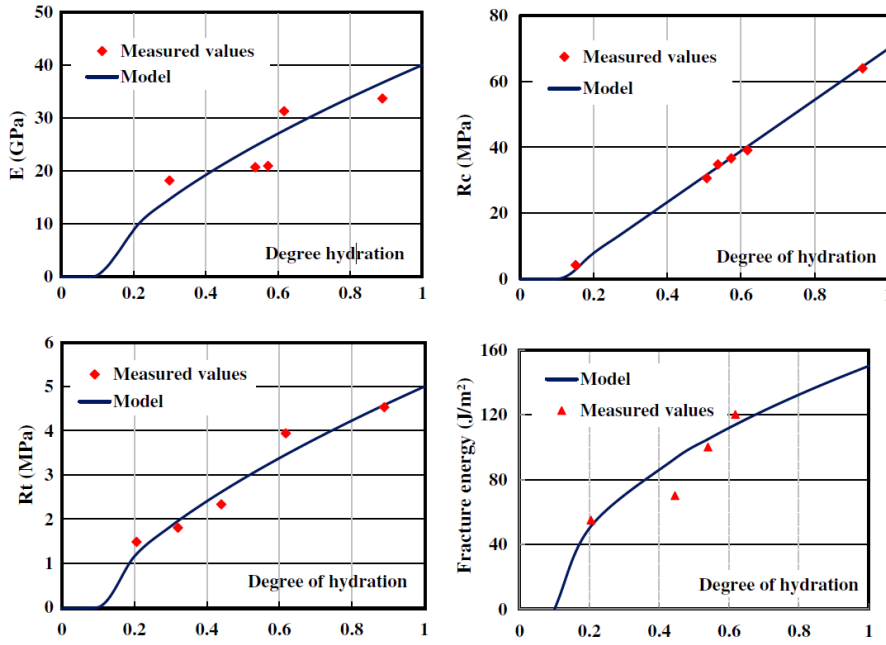 50
40
30
20
10
0
E (GPa)
Measured values
Model
Degree hydration
0 0.2 0.4 0.6 0.8 1
80
60
40
20
0
Rc (MPa)
Measured values
Model
Degree of hydration
0 0.2 0.4 0.6 0.8 1
6
5
4
3
2
1
0
Rt (MPa)
Measured values
Model
Degree of hydration
0 0.2 0.4 0.6 0.8 1
160
120
80
40
0
Fracture energy (J/m²)
Model
Measured values
Degree of hydration
0 0.2 0.4 0.6 0.8 1